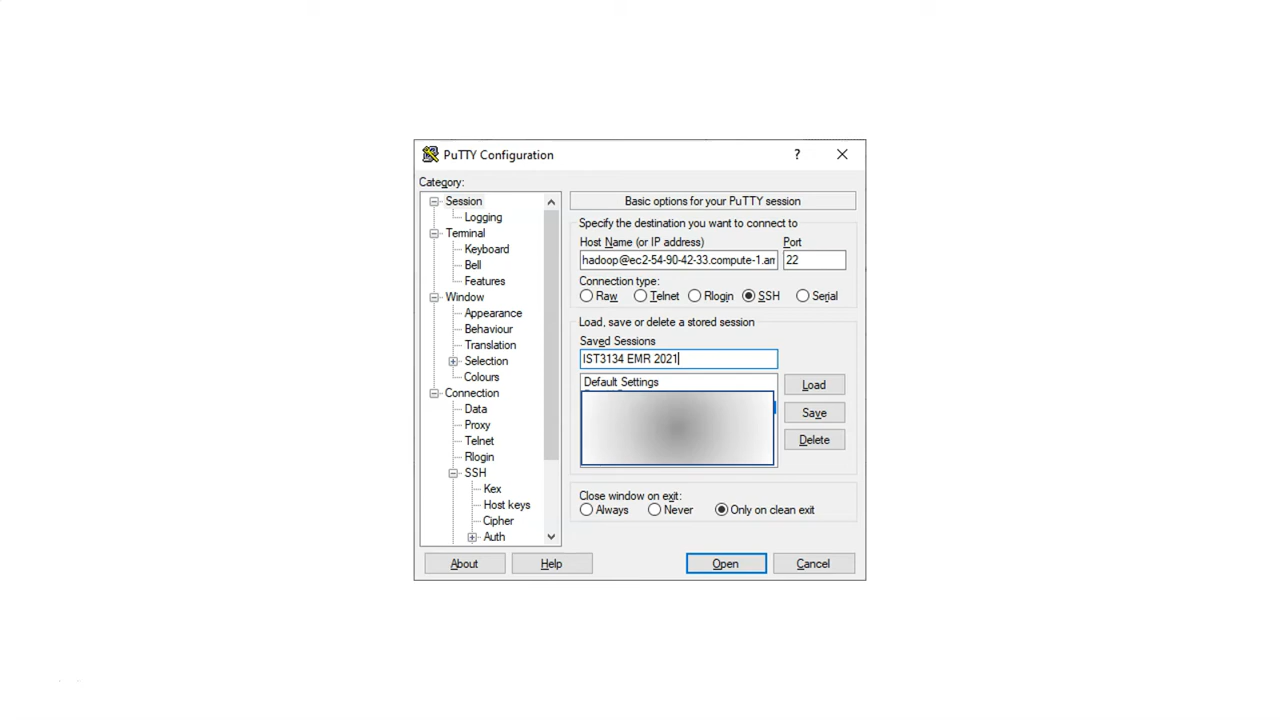 PuTTY Configuration
?
Category:
Session
Logging
Terminal
Keyboard
Bell
Features
Window
Appearance
Behaviour
Translation
Selection
Colours
Connection
Data
Proxy
Telnet
Rlogin
SSH
Kex
Host keys
Cipher
Auth
Basic options for your PuTTY session
Specify the destination you want to connect to
Host Name (or IP address) Port
hadoop@ec2-54-90-42-33.compute-1.am 22
Connection type:
Raw Telnet Rlogin SSH Serial
Load, save or delete a stored session
Saved Sessions
IST3134 EMR 2021
Default Settings
Load
Save
Delete
Close window on exit:
Always Never Only on clean exit
About Help Open Cancel